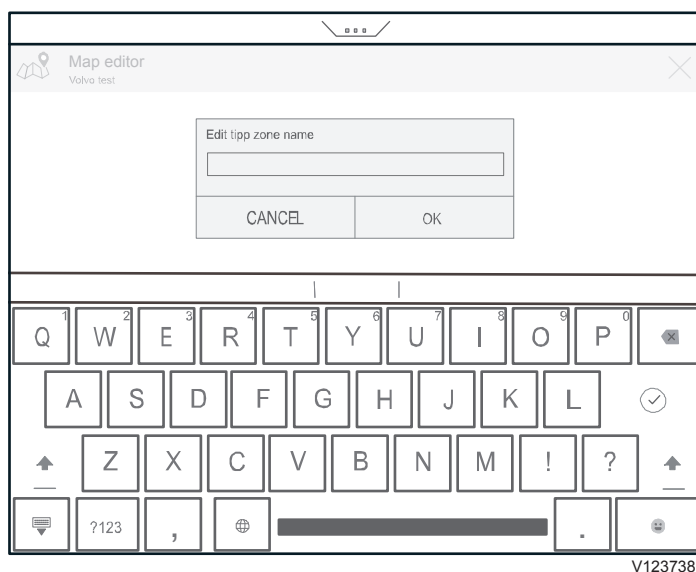 Map editor
Volvo test
Edit tipp zone name
CANCEL OK
1 2 3 4 5 6 7 8 9 0
Q W E R T Y U I O P
A S D F G H J K L
Z X C V B N M ! ?
?123 , .
V123738